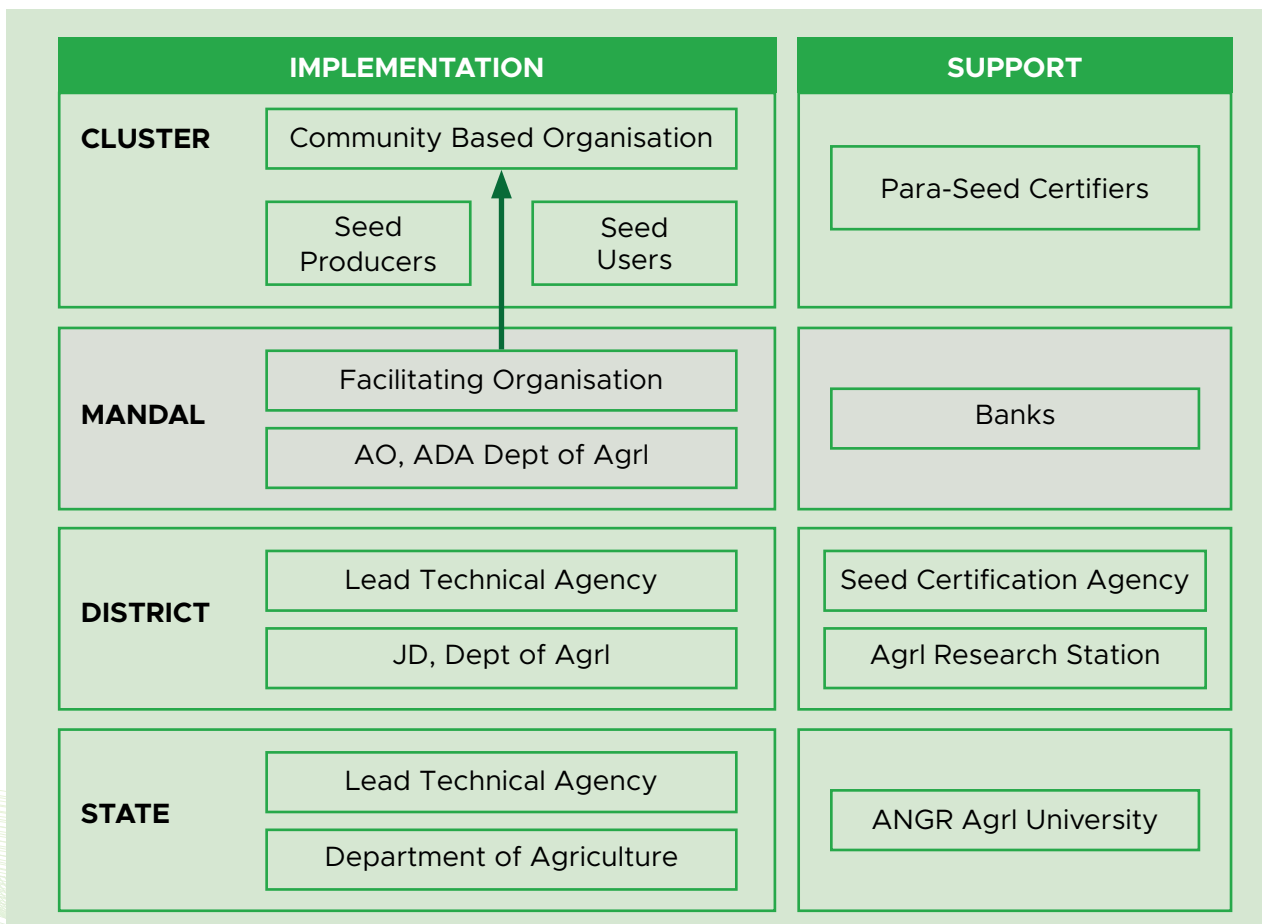 IMPLEMENTATION
SUPPORT
CLUSTER
Community Based Organisation
Seed
Producers
Seed
Users
Para-Seed Certifiers
MANDAL
Facilitating Organisation
AO, ADA Dept of Agrl
Banks
DISTRICT
Lead Technical Agency
JD, Dept of Agrl
Seed Certification Agency
Agrl Research Station
STATE
Lead Technical Agency
Department of Agriculture
ANGR Agrl University